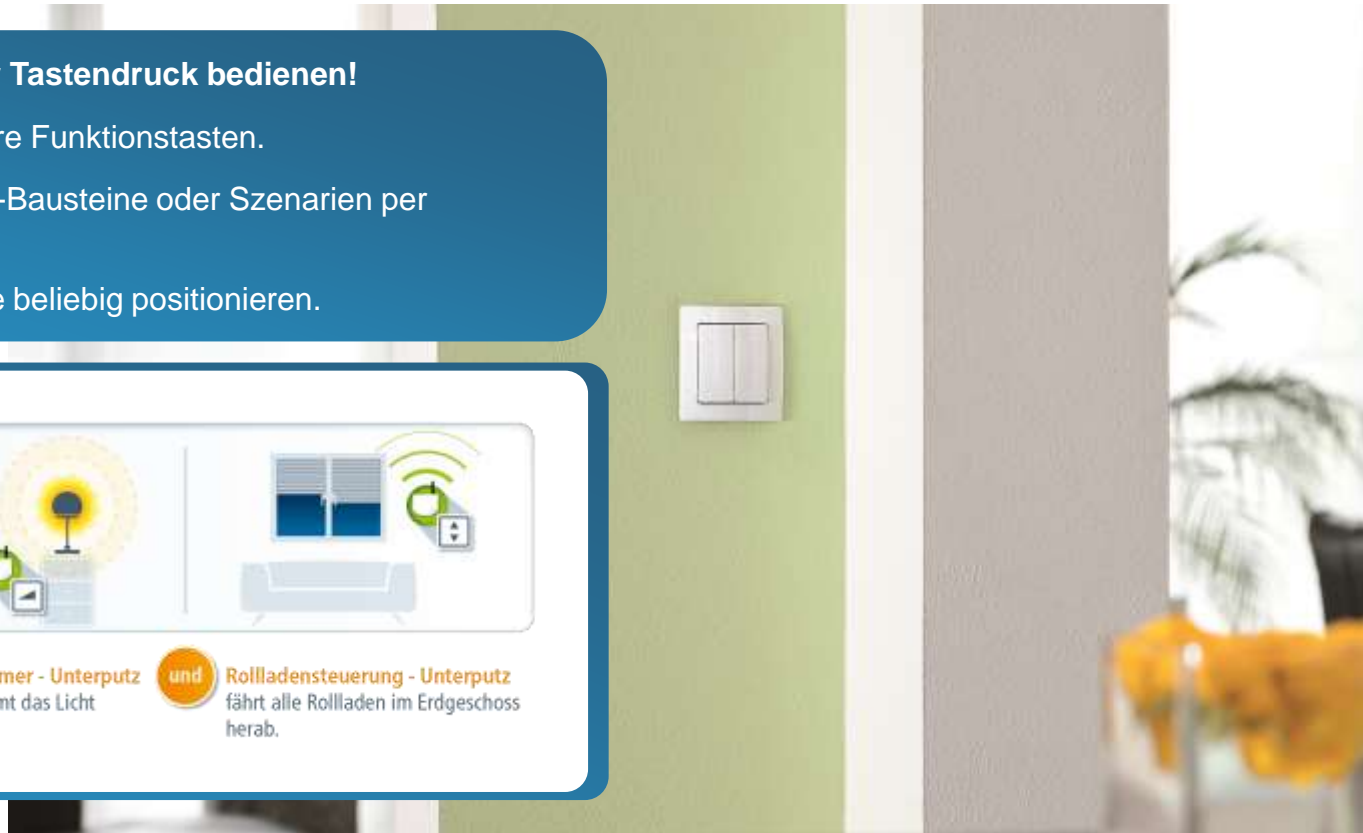 Tastendruck bedienen!
re Funktionstasten.
-Bausteine oder Szenarien per
e beliebig positionieren.
mer - Unterputz
mt das Licht
und
Rollladensteuerung - Unterputz
fährt alle Rollladen im Erdgeschoss
herab.